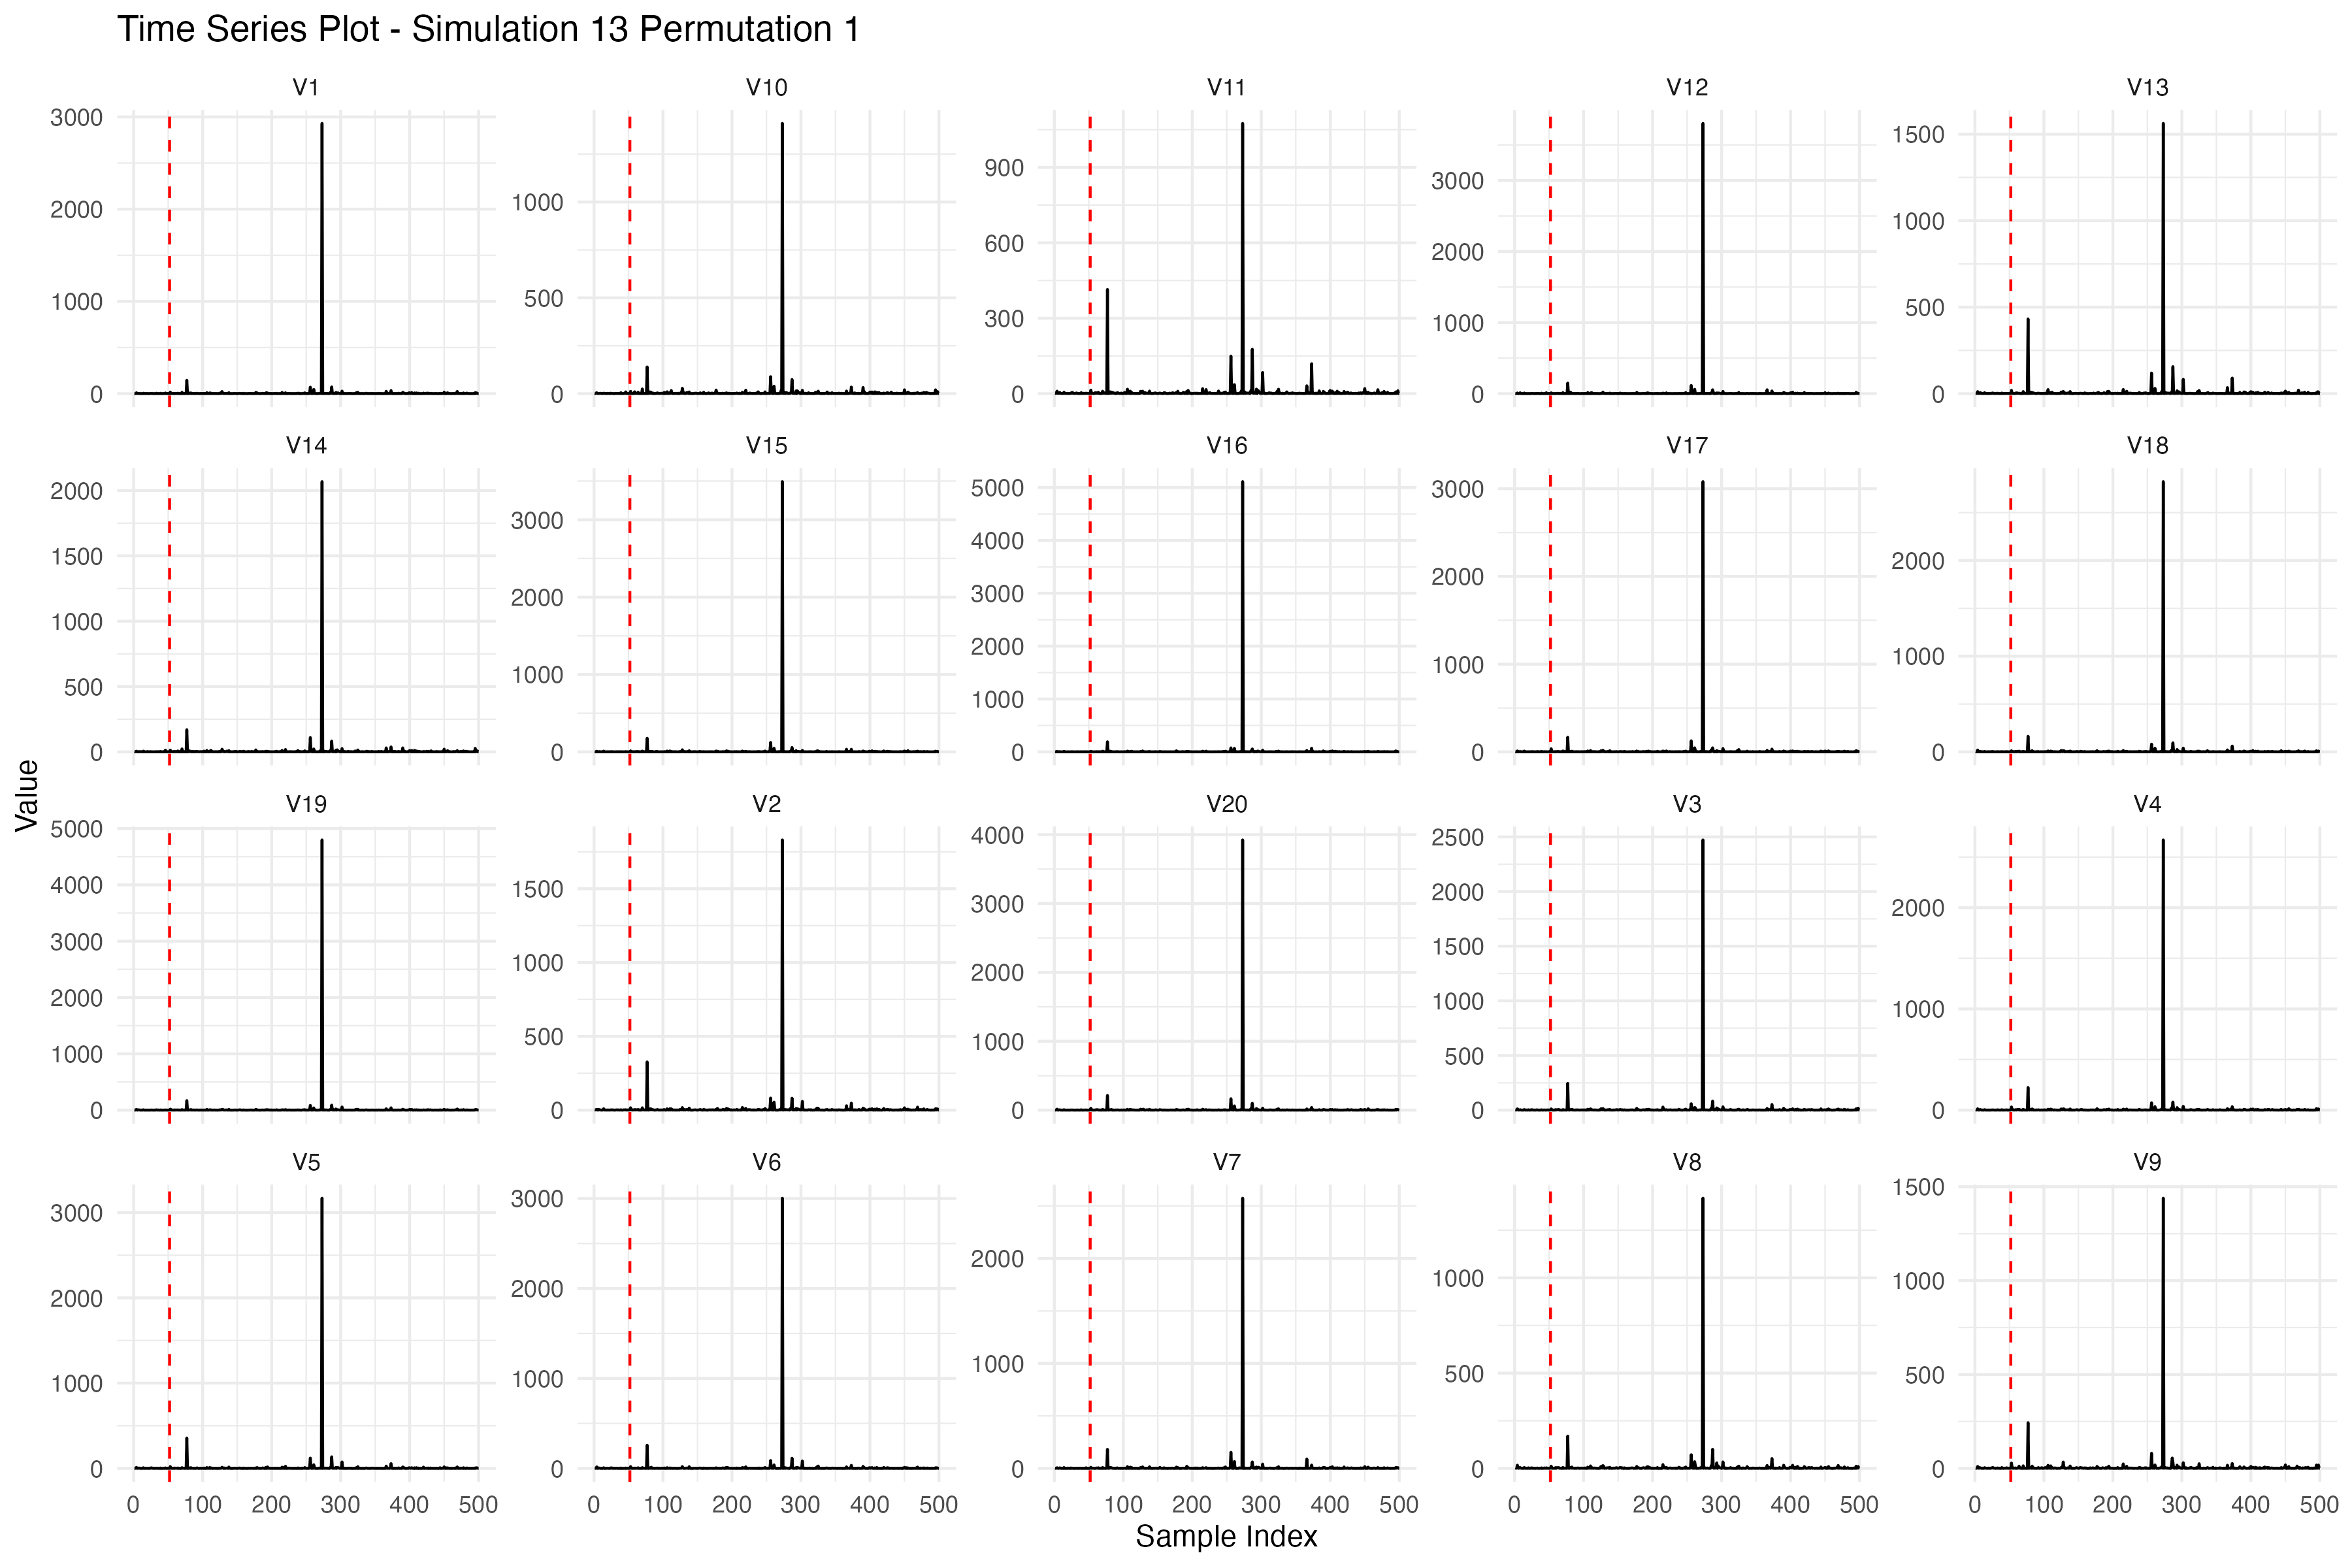 Time Series Plot - Simulation 13 Permutation 1
V1
V10
V11
V12
V13
3000
2000
1000
0
1000
500
0
900
600
300
0
3000
2000
1000
0
1500
1000
500
0
V14
V15
V16
V17
V18
2000
1500
1000
500
0
3000
2000
1000
0
5000
4000
3000
2000
1000
0
3000
2000
1000
0
2000
1000
0
Value
V19
V2
V20
V3
V4
5000
4000
3000
2000
1000
0
1500
1000
500
0
4000
3000
2000
1000
0
2500
2000
1500
1000
500
0
2000
1000
0
V5
V6
V7
V8
V9
3000
2000
1000
0
3000
2000
1000
0
2000
1000
0
1000
500
0
1500
1000
500
0
0 100 200 300 400 500
0 100 200 300 400 500
0 100 200 300 400 500
0 100 200 300 400 500
0 100 200 300 400 500
Sample Index